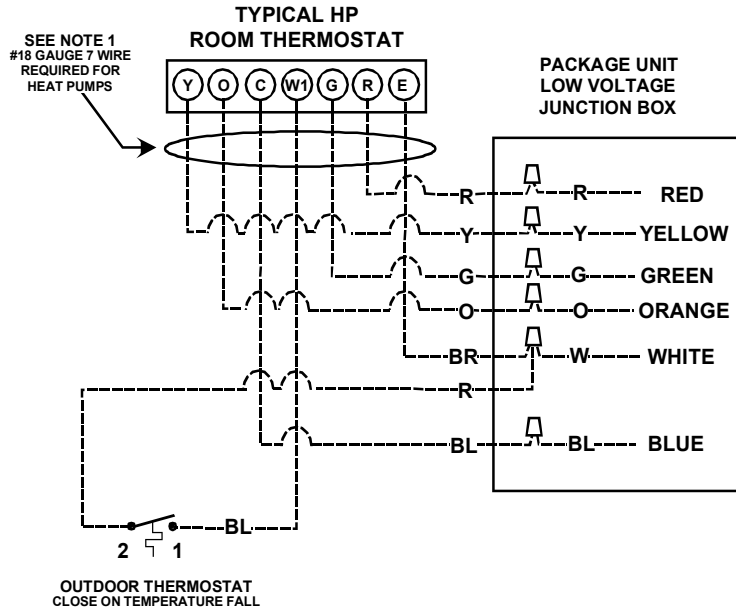 TYPICAL HP
ROOM THERMOSTAT
SEE NOTE 1
#18 GAUGE 7 WIRE
REQUIRED FOR
HEAT PUMPS
Y O C W1 G R E
PACKAGE UNIT
LOW VOLTAGE
JUNCTION BOX
R R RED
Y Y YELLOW
G G GREEN
O O ORANGE
BR W WHITE
R
BL BL BLUE
BL
2 1
OUTDOOR THERMOSTAT
CLOSE ON TEMPERATURE FALL